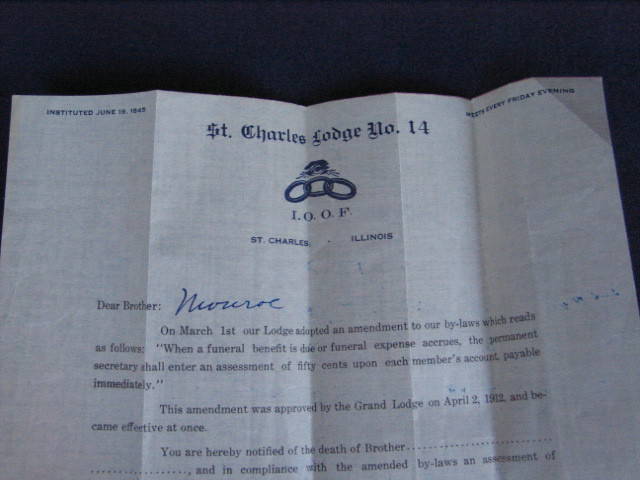 INSTITUTED JUNE 19, 1845
MEETS EVERY FRIDAY EVENING
St. Charles Lodge No. 14
I. O. O. F.
ST. CHARLES, - ILLINOIS
Dear Brother: Monroe
On March 1st our Lodge adopted an amendment to our by-laws which reads
as follows: "When a funeral benefit is due or funeral expense accrues, the permanent
secretary shall enter an assessment of fifty cents upon each member's account, payable
immediately."
This amendment was approved by the Grand Lodge on April 2, 1912, and be-
came effective at once.
You are hereby notified of the death of Brother..............................
...................., and in compliance with the amended by-laws an assessment of